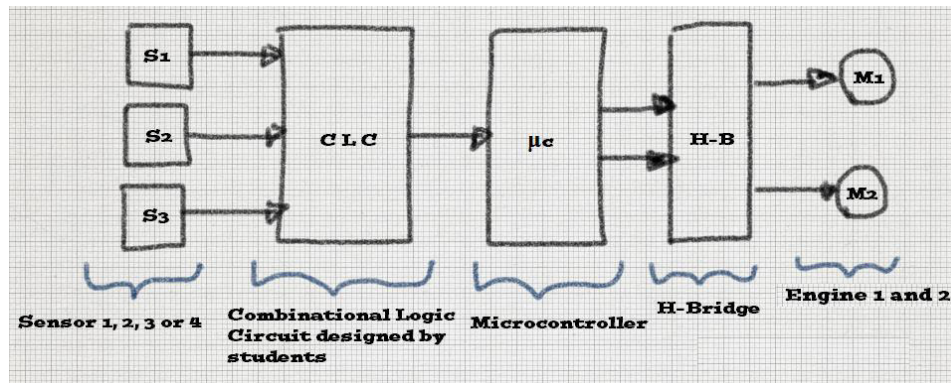 S1
S2
S3
C L C
µc
H-B
M1
M2
Sensor 1, 2, 3 or 4
Combinational Logic
Circuit designed by
students
Microcontroller
H-Bridge
Engine 1 and 2